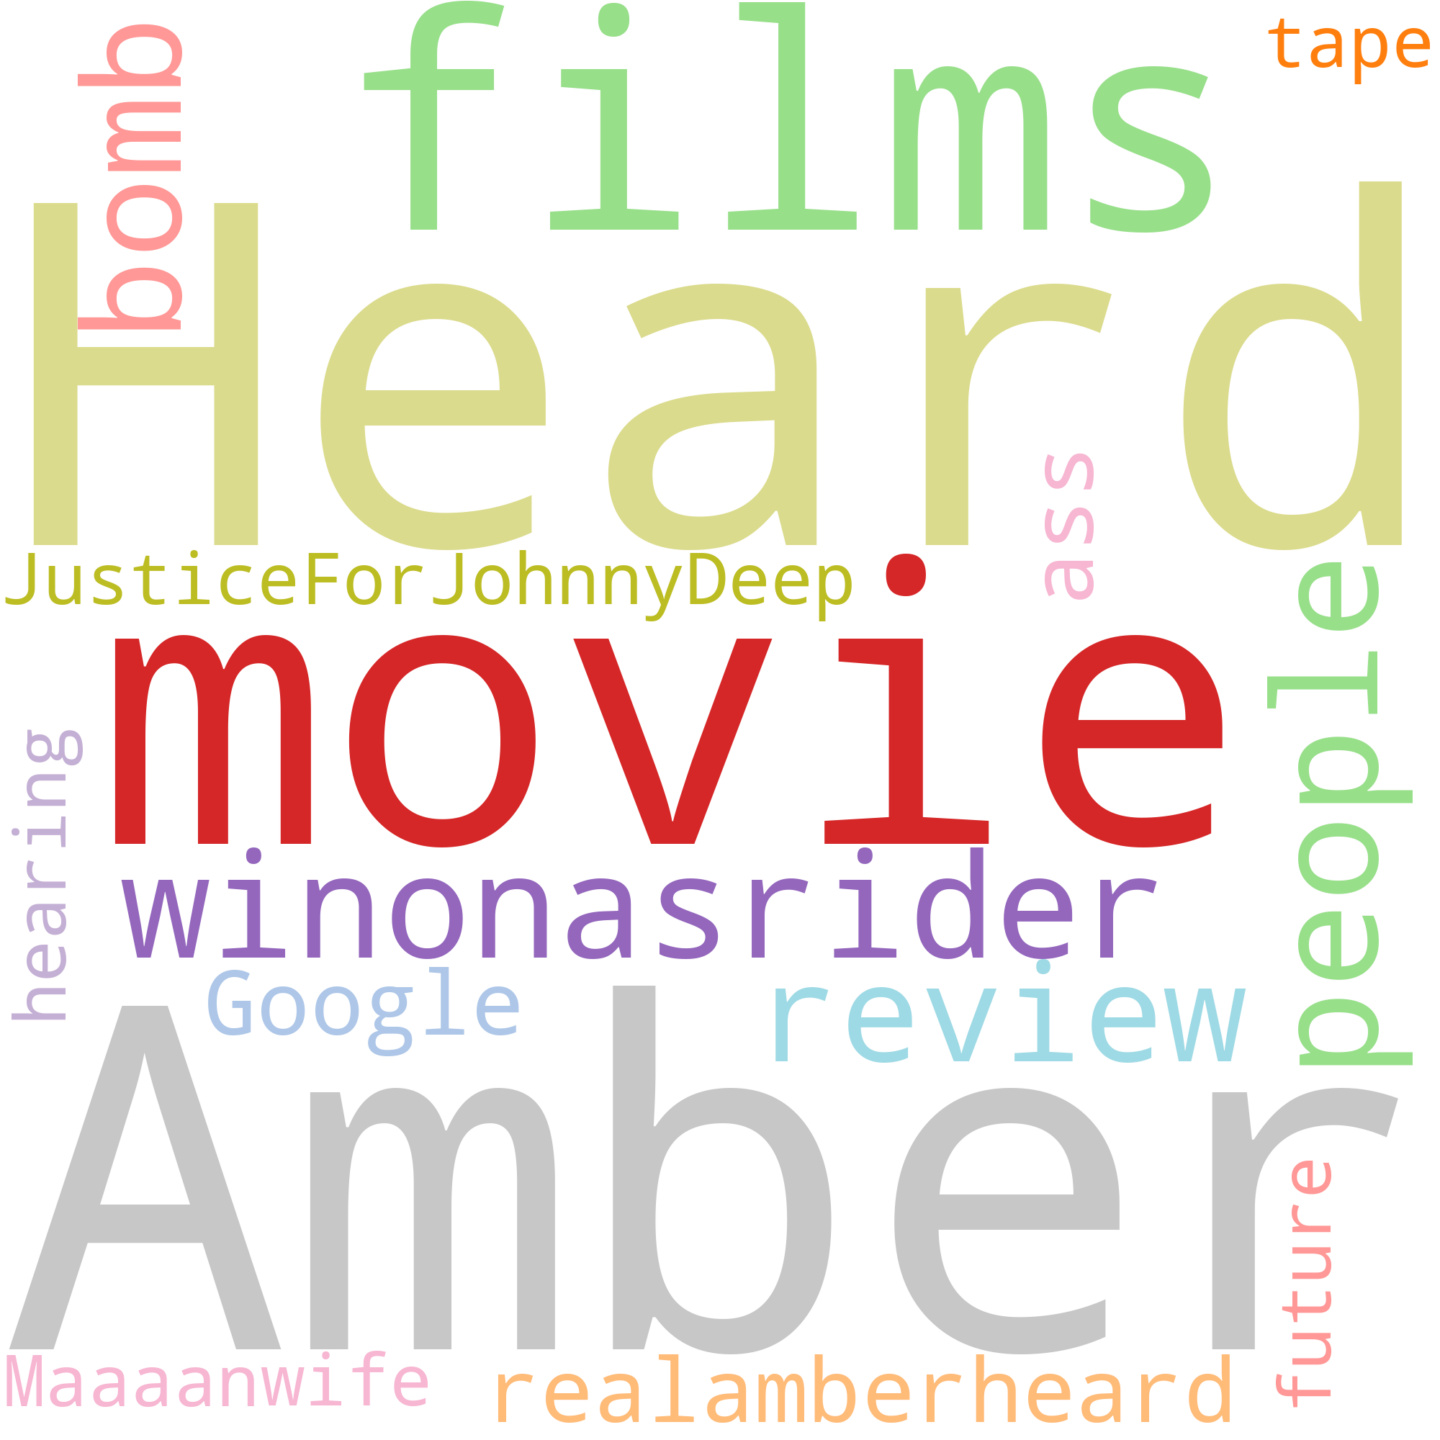 films
tape
bomb
Heard
ass
JusticeForJohnnyDeep
people
movie
hearing
winonasrider
Google
review
Amber
future
Maaaanwife
realamberheard